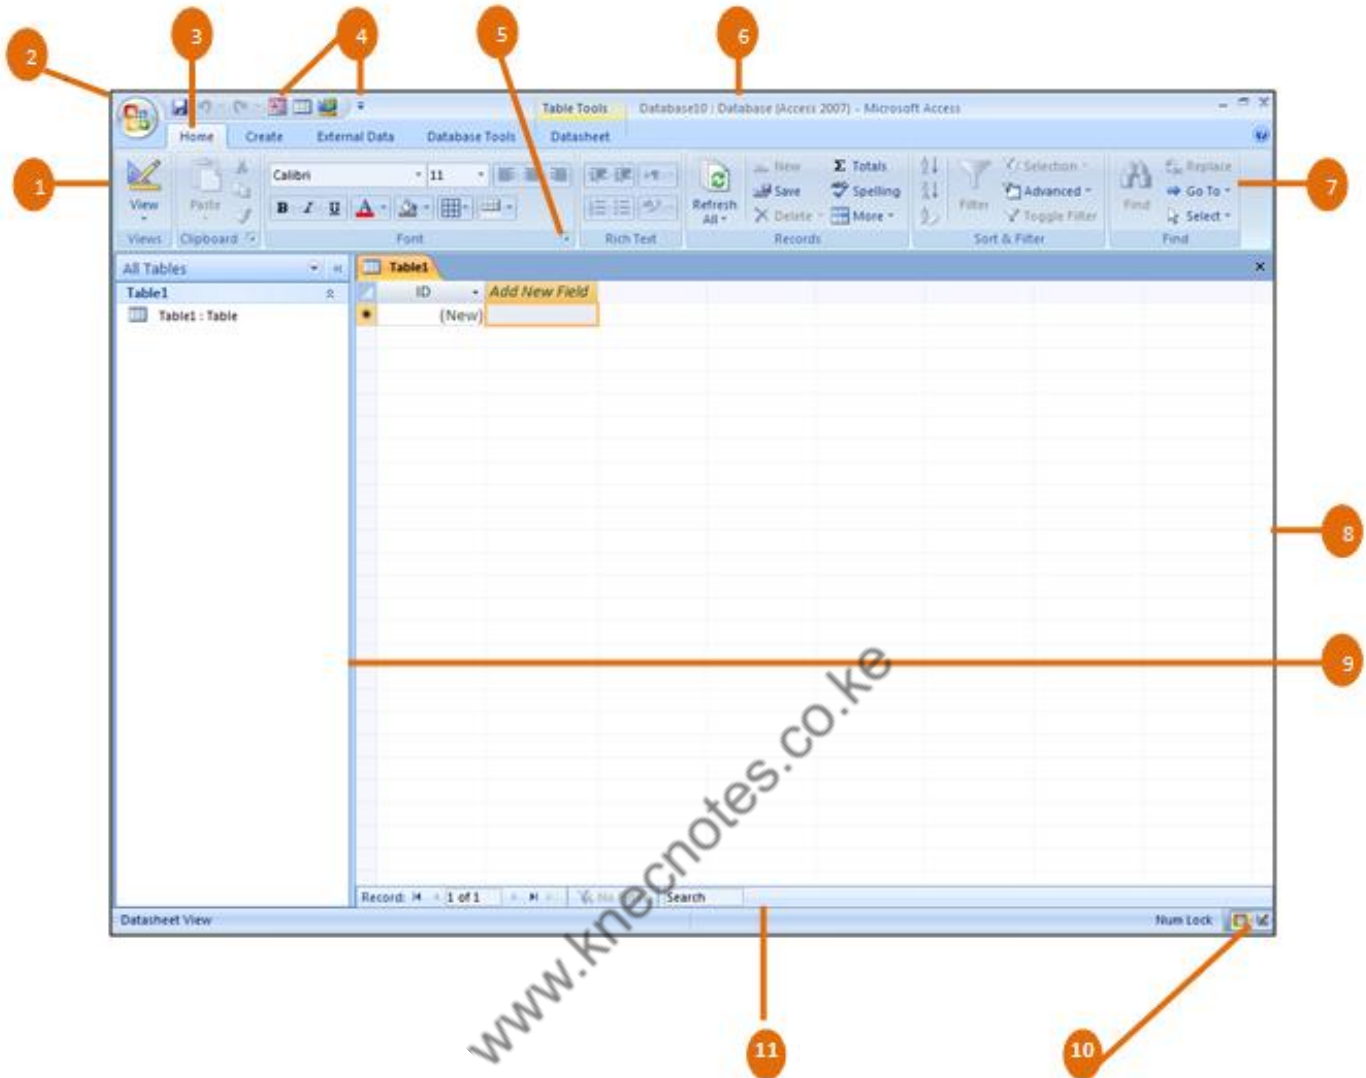 3
4
5
6
2
Table Tools
Database10 : Database (Access 2007) - Microsoft Access
Home
Create
External Data
Database Tools
Datasheet
1
View
Paste
Calibri
11
B I U A
Refresh All
New
Save
Delete
Σ Totals
Spelling
More
Filter
Selection
Advanced
Toggle Filter
Find
Replace
Go To
Select
7
Views
Clipboard
Font
Rich Text
Records
Sort & Filter
Find
All Tables
Table1
Table1
ID
Add New Field
Table1 : Table
(New)
8
9
www.knecnotes.co.ke
Record:
1 of 1
Search
Datasheet View
Num Lock
11
10